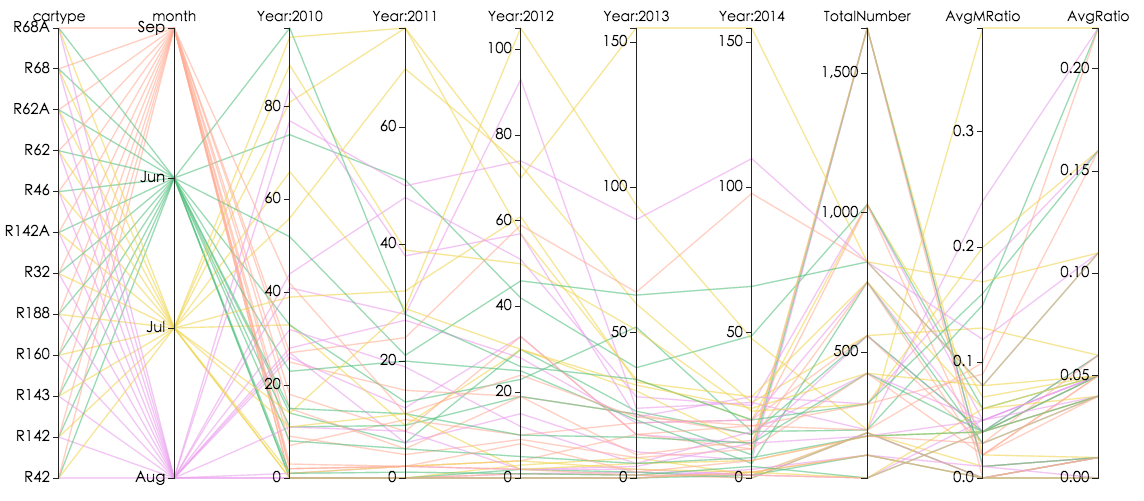 cartype month Year:2010 Year:2011 Year:2012 Year:2013 Year:2014 TotalNumber AvgMRatio AvgRatio
R68A
R68
R62A
R62
R46
R142A
R32
R188
R160
R143
R142
R42
Sep
Jun
Jul
Aug
80
60
40
20
0
60
40
20
0
100
80
60
40
20
0
150
100
50
0
150
100
50
0
1,500
1,000
500
0
0.3
0.2
0.1
0.0
0.20
0.15
0.10
0.05
0.00